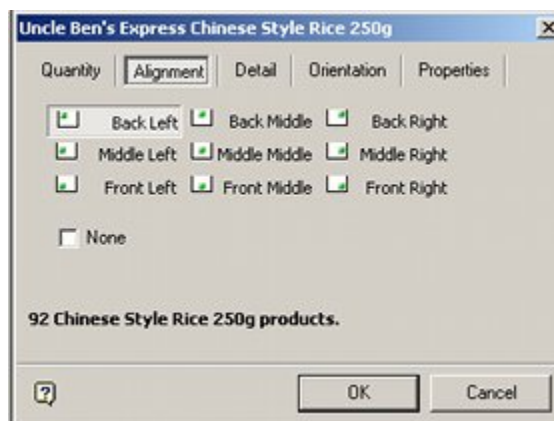 Uncle Ben's Express Chinese Style Rice 250g
Quantity Alignment Detail Orientation Properties
Back Left Back Middle Back Right
Middle Left Middle Middle Middle Right
Front Left Front Middle Front Right
None
92 Chinese Style Rice 250g products.
OK Cancel